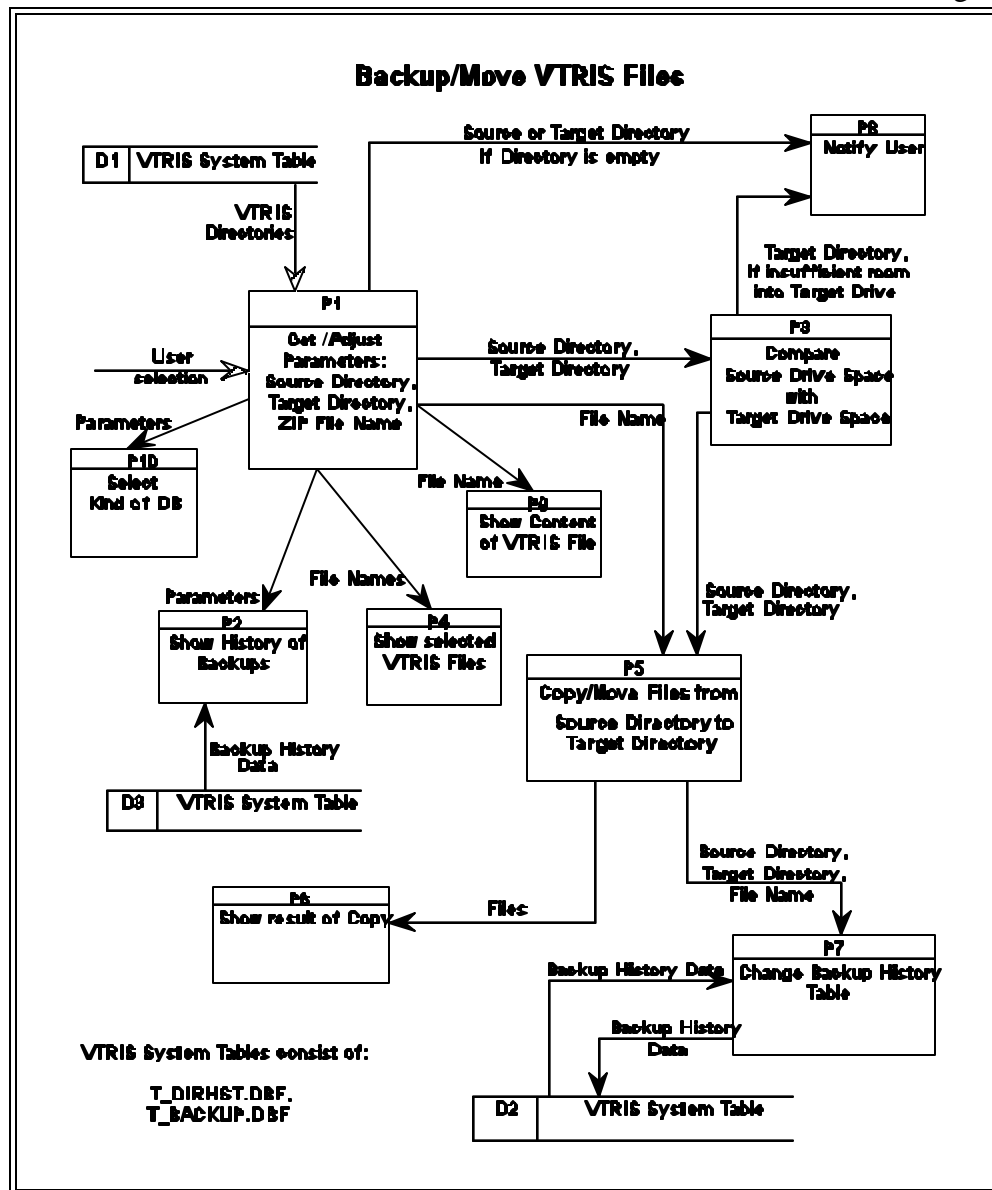 Backup/Move VTRIS Files
Source or Target Directory
If Directory is empty
P8
Notify User
D1 VTRIS System Table
VTRIS
Directories
Target Directory,
If insufficient room
into Target Drive
P1
Get /Adjust
Parameters:
Source Directory,
Target Directory,
ZIP File Name
User
selection
Source Directory,
Target Directory
P3
Compare
Source Drive Space
with
Target Drive Space
File Name
Parameters
P10
Select
Kind of DB
File Name
P9
Show Content
of VTRIS File
File Names
Parameters
Source Directory,
Target Directory
P2
Show History of
Backups
P4
Show selected
VTRIS Files
P5
Copy/Move Files from
Source Directory to
Target Directory
Backup History
Data
D3 VTRIS System Table
Source Directory,
Target Directory,
File Name
P6
Show result of Copy
Files
P7
Change Backup History
Table
Backup History Data
Backup History
Data
VTRIS System Tables consist of:
T_DIRHST.DBF,
T_BACKUP.DBF
D2 VTRIS System Table